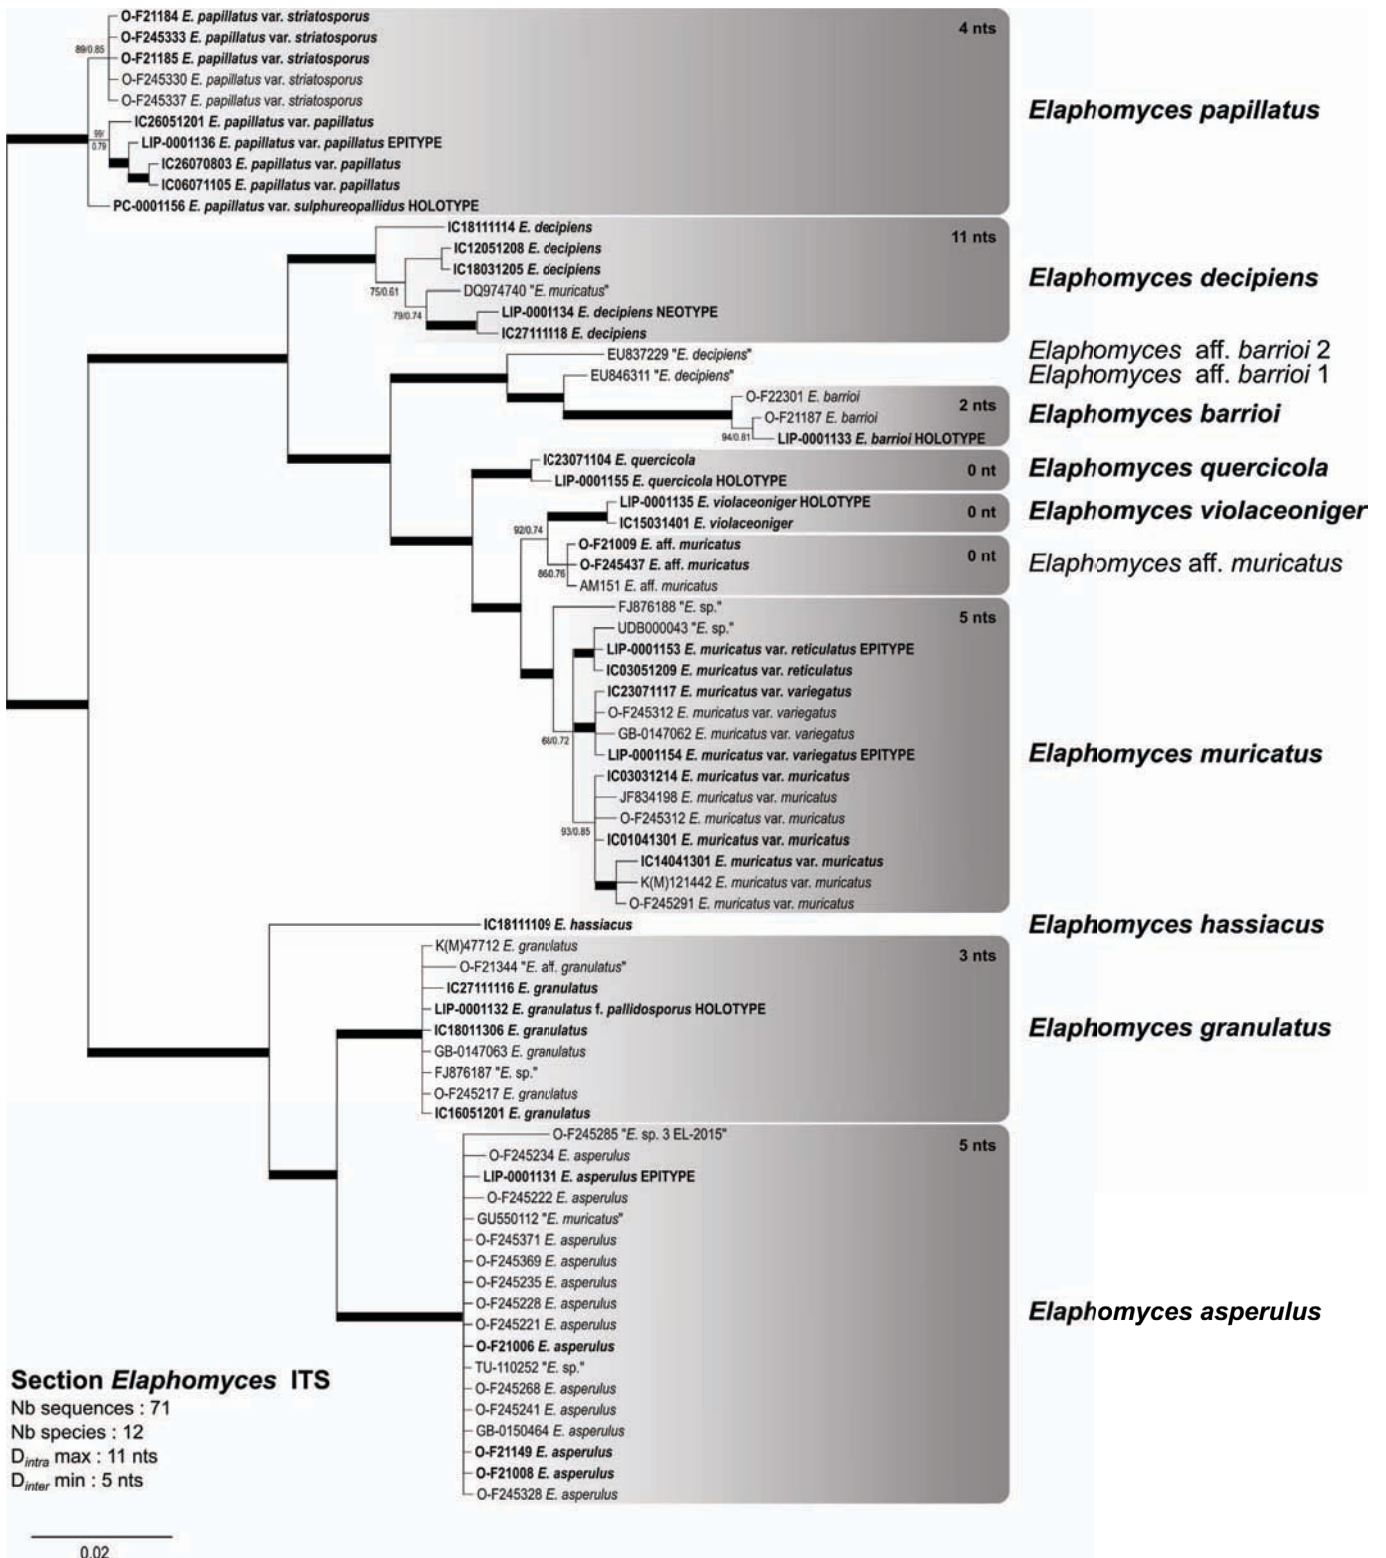 O-F21184 E. papillatus var. striatosporus
4 nts
O-F245333 E. papillatus var. striatosporus
89/0.85
O-F21185 E. papillatus var. striatosporus
O-F245330 E. papillatus var. striatosporus
O-F245337 E. papillatus var. striatosporus
Elaphomyces papillatus
IC26051201 E. papillatus var. papillatus
99/
0.79
LIP-0001136 E. papillatus var. papillatus EPITYPE
IC26070803 E. papillatus var. papillatus
IC06071105 E. papillatus var. papillatus
PC-0001156 E. papillatus var. sulphureopallidus HOLOTYPE
IC18111114 E. decipiens
11 nts
IC12051208 E. decipiens
IC18031205 E. decipiens
Elaphomyces decipiens
75/0.61
DQ974740 "E. muricatus"
79/0.74
LIP-0001134 E. decipiens NEOTYPE
IC27111118 E. decipiens
EU837229 "E. decipiens"
Elaphomyces aff. barrioi 2
EU846311 "E. decipiens"
Elaphomyces aff. barrioi 1
O-F22301 E. barrioi
2 nts
O-F21187 E. barrioi
Elaphomyces barrioi
94/0.81
LIP-0001133 E. barrioi HOLOTYPE
IC23071104 E. quercicola
0 nt
Elaphomyces quercicola
LIP-0001155 E. quercicola HOLOTYPE
LIP-0001135 E. violaceoniger HOLOTYPE
0 nt
Elaphomyces violaceoniger
IC15031401 E. violaceoniger
92/0.74
O-F21009 E. aff. muricatus
0 nt
O-F245437 E. aff. muricatus
Elaphomyces aff. muricatus
860.76
AM151 E. aff. muricatus
FJ876188 "E. sp."
5 nts
UDB000043 "E. sp."
LIP-0001153 E. muricatus var. reticulatus EPITYPE
IC03051209 E. muricatus var. reticulatus
IC23071117 E. muricatus var. variegatus
O-F245312 E. muricatus var. variegatus
GB-0147062 E. muricatus var. variegatus
68/0.72
LIP-0001154 E. muricatus var. variegatus EPITYPE
Elaphomyces muricatus
IC03031214 E. muricatus var. muricatus
JF834198 E. muricatus var. muricatus
O-F245312 E. muricatus var. muricatus
93/0.85
IC01041301 E. muricatus var. muricatus
IC14041301 E. muricatus var. muricatus
K(M)121442 E. muricatus var. muricatus
O-F245291 E. muricatus var. muricatus
IC18111109 E. hassiacus
Elaphomyces hassiacus
K(M)47712 E. granulatus
3 nts
O-F21344 "E. aff. granulatus"
IC27111116 E. granulatus
LIP-0001132 E. granulatus f. pallidosporus HOLOTYPE
IC18011306 E. granulatus
Elaphomyces granulatus
GB-0147063 E. granulatus
FJ876187 "E. sp."
O-F245217 E. granulatus
IC16051201 E. granulatus
O-F245285 "E. sp. 3 EL-2015"
5 nts
O-F245234 E. asperulus
LIP-0001131 E. asperulus EPITYPE
O-F245222 E. asperulus
GU550112 "E. muricatus"
O-F245371 E. asperulus
O-F245369 E. asperulus
O-F245235 E. asperulus
O-F245228 E. asperulus
Elaphomyces asperulus
O-F245221 E. asperulus
O-F21006 E. asperulus
TU-110252 "E. sp."
O-F245268 E. asperulus
O-F245241 E. asperulus
GB-0150464 E. asperulus
O-F21149 E. asperulus
O-F21008 E. asperulus
O-F245328 E. asperulus
Section Elaphomyces ITS
Nb sequences : 71
Nb species : 12
Dintra max : 11 nts
Dinter min : 5 nts
0.02